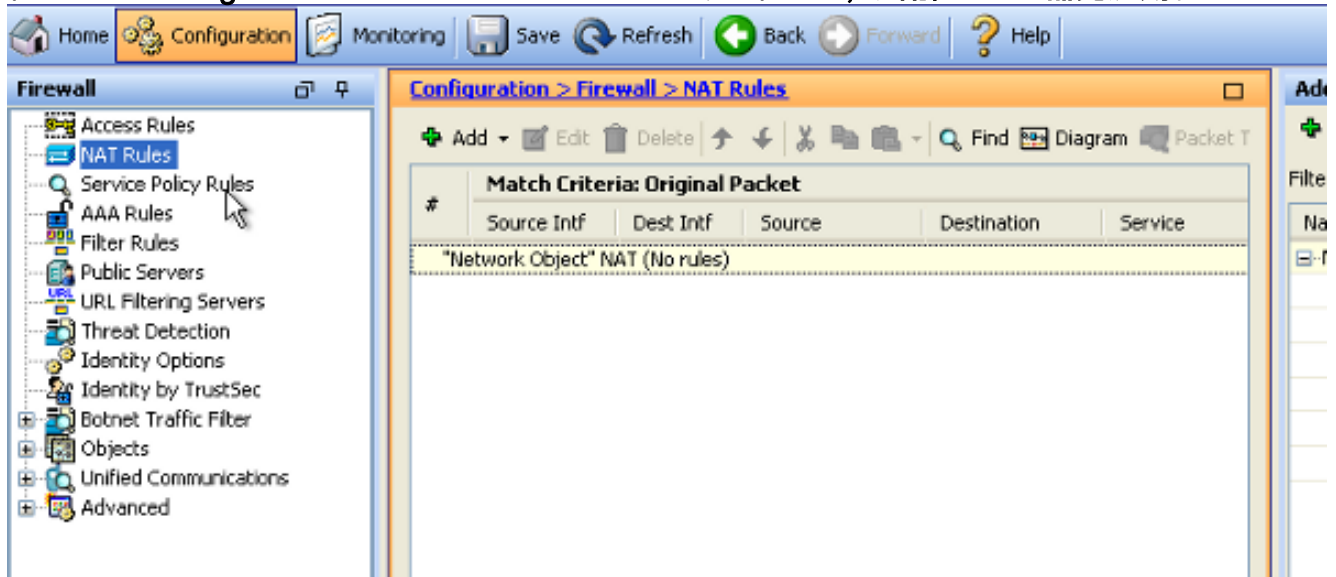 Home Configuration Monitoring Save Refresh Back Forward Help
Firewall
Access Rules
NAT Rules
Service Policy Rules
AAA Rules
Filter Rules
Public Servers
URL Filtering Servers
Threat Detection
Identity Options
Identity by TrustSec
Botnet Traffic Filter
Objects
Unified Communications
Advanced
Configuration > Firewall > NAT Rules
Add Edit Delete Find Diagram Packet T
# Match Criteria: Original Packet
Source Intf Dest Intf Source Destination Service
"Network Object" NAT (No rules)
Filte
Na